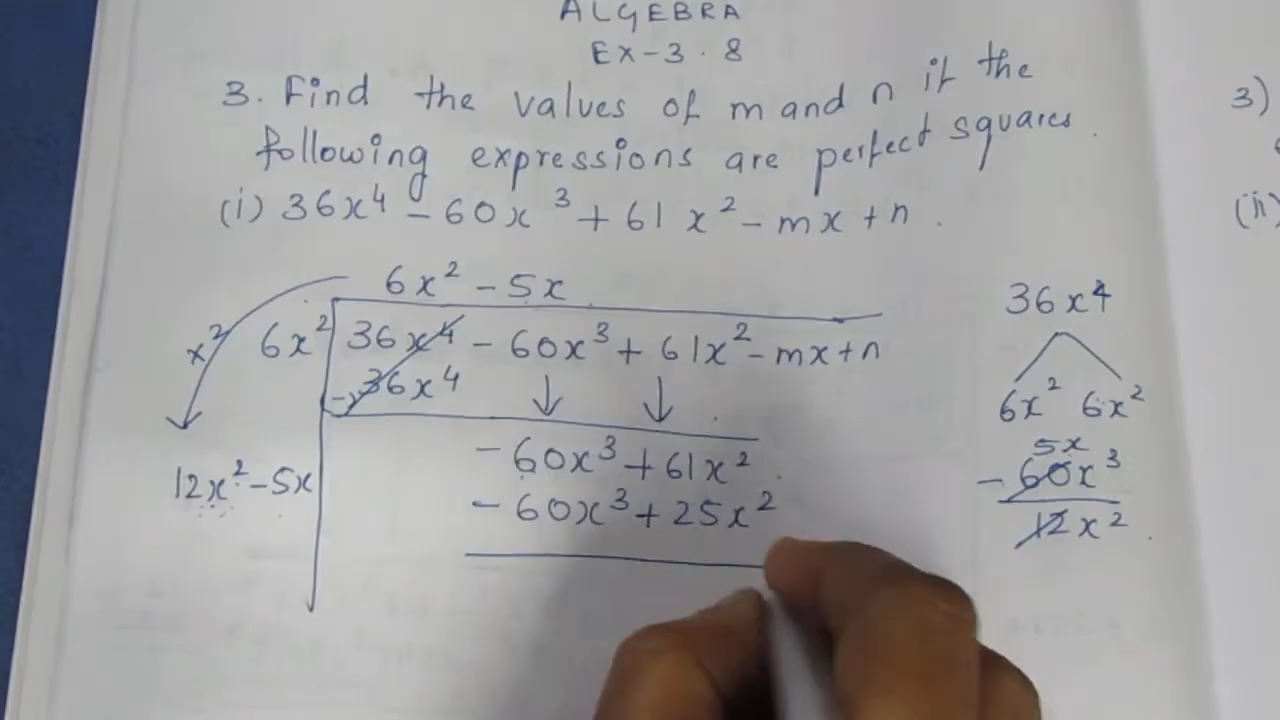 ALGEBRA
EX-3.8
3. Find the values of m and n if the
following expressions are perfect squares.
(i) 36x⁴ - 60x³ + 61x² - mx + n.
6x² - 5x
x² 6x² 36x⁴ - 60x³ + 61x² - mx + n
(-) 36x⁴
-60x³ + 61x²
12x² - 5x
-60x³ + 25x²
36x⁴
6x² 6x²
5x
-60x³
12x²
3)
(ii)